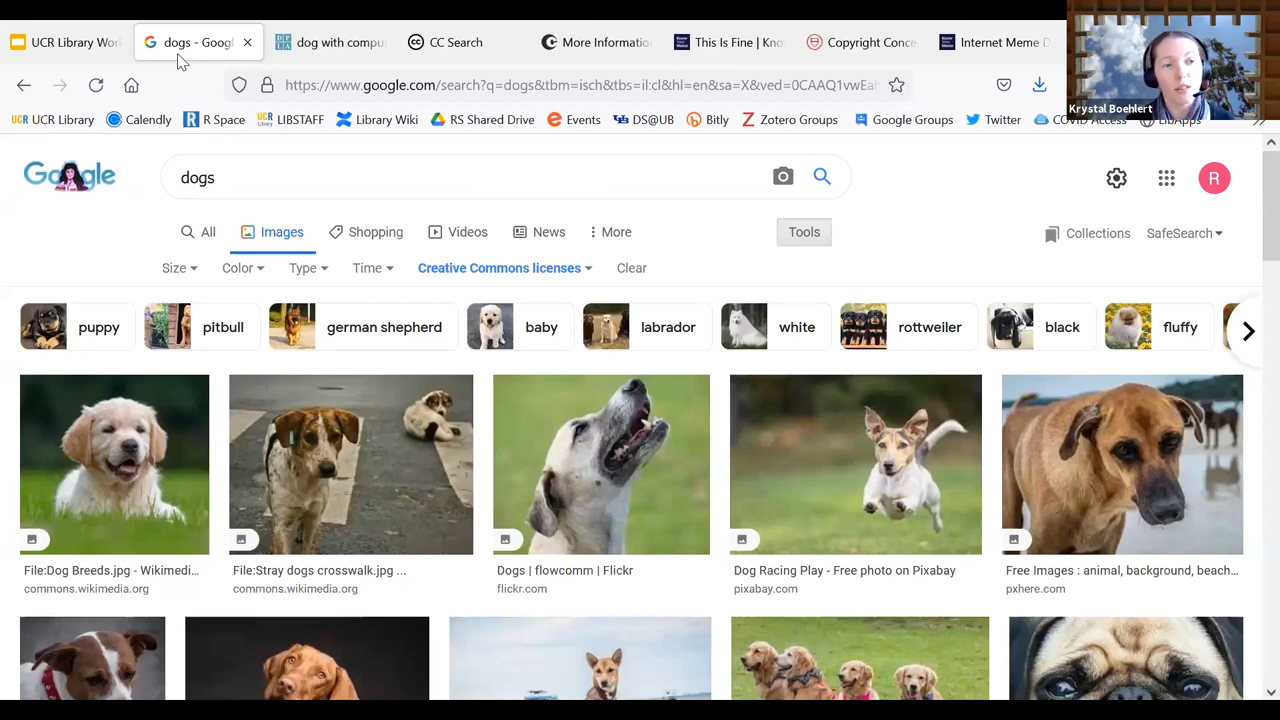 UCR Library Wor
dogs - Googl
dog with compu
CC Search
More Informatio
This Is Fine | Kno
Copyright Conce
Internet Meme D
https://www.google.com/search?q=dogs&tbm=isch&tbs=il:cl&hl=en&sa=X&ved=0CAAQ1vwEah
Krystal Boehlert
UCR Library
Calendly
R Space
LIBSTAFF
Library Wiki
RS Shared Drive
Events
DS@UB
Bitly
Zotero Groups
Google Groups
Twitter
COVID Access
LibApps
Google
dogs
R
All
Images
Shopping
Videos
News
More
Tools
Collections
SafeSearch
Size
Color
Type
Time
Creative Commons licenses
Clear
puppy
pitbull
german shepherd
baby
labrador
white
rottweiler
black
fluffy
File:Dog Breeds.jpg - Wikimedi...
commons.wikimedia.org
File:Stray dogs crosswalk.jpg ...
commons.wikimedia.org
Dogs | flowcomm | Flickr
flickr.com
Dog Racing Play - Free photo on Pixabay
pixabay.com
Free Images : animal, background, beach...
pxhere.com